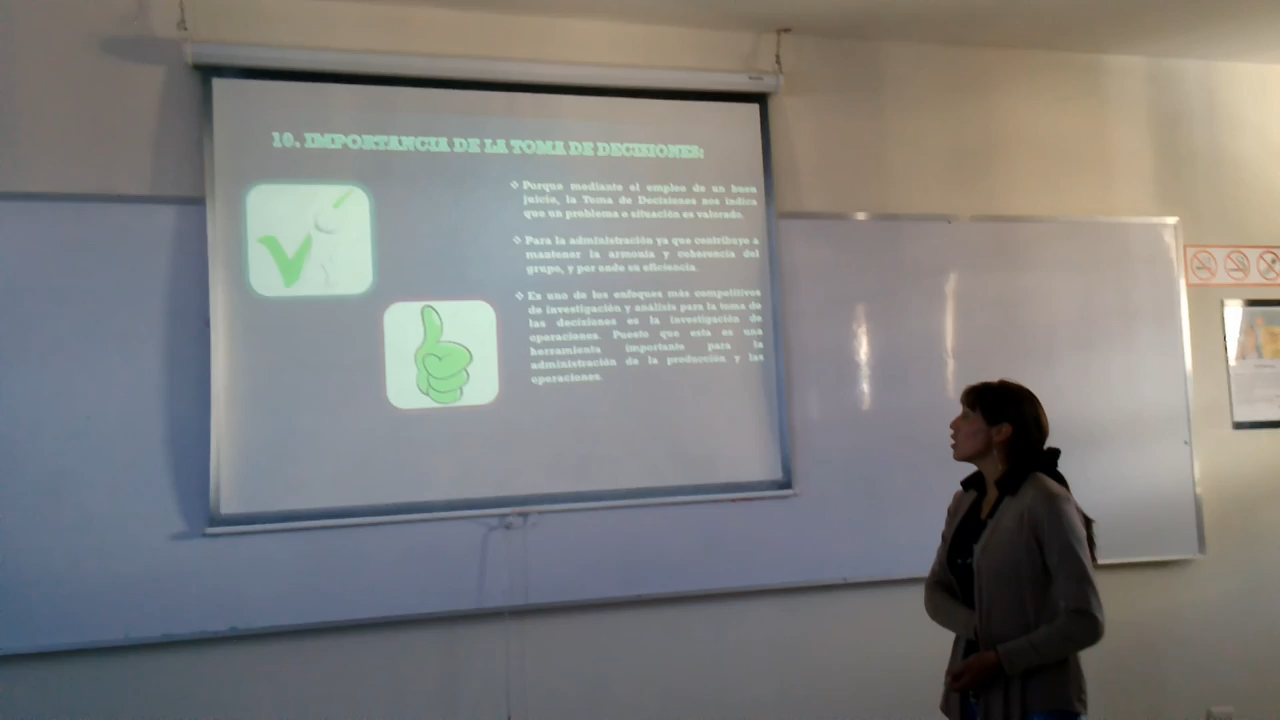 10. IMPORTANCIA DE LA TOMA DE DECISIONES:
❖ Porque mediante el empleo de un buen
juicio, la Toma de Decisiones nos indica
que un problema o situación es valorado.
❖ Para la administración ya que contribuye a
mantener la armonía y coherencia del
grupo, y por ende su eficiencia.
❖ Es uno de los enfoques más competitivos
de investigación y análisis para la toma de
las decisiones es la investigación de
operaciones. Puesto que esta es una
herramienta importante para la
administración de la producción y las
operaciones.